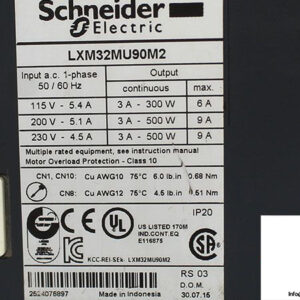 Schneider
Electric
LXM32MU90M2
Input a.c. 1-phase
50 / 60 Hz
Output
continuous max.
115 V - 5.4 A 3 A - 300 W 6 A
200 V - 5.1 A 3 A - 500 W 9 A
230 V - 4.5 A 3 A - 500 W 9 A
Multiple rated equipment, see instruction manual
Motor Overload Protection - Class 10
CN1, CN10: Cu AWG10 75°C 6.0 lb.in 0.68 Nm
CN8: Cu AWG12 75°C 4.5 lb.in 0.51 Nm
IP20
C UL US LISTED 170M
IND.CONT.EQ
E116875
KCC-REI-SEk- LXM32MU90M2
RS 03
D.O.M.
Made in Indonesia 30.07.15